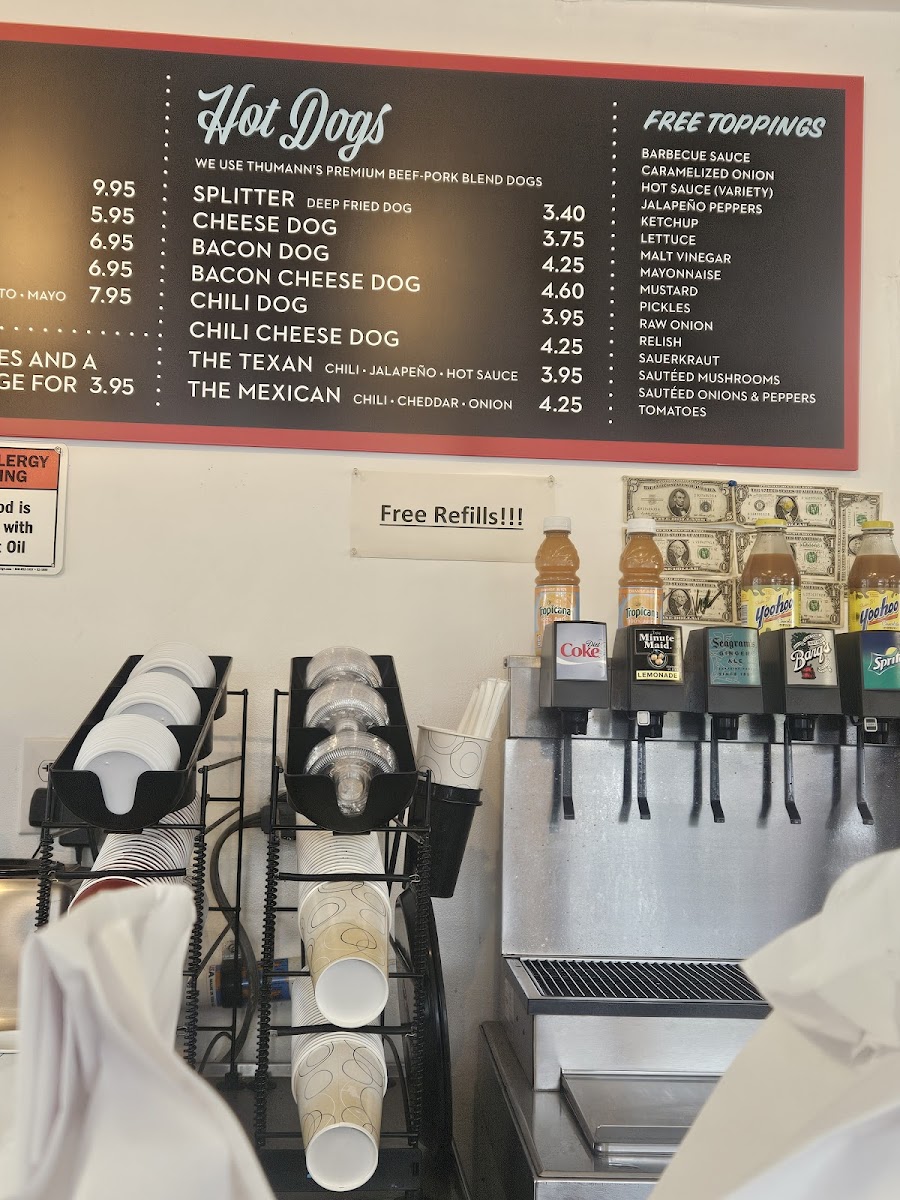 9.95
5.95
6.95
6.95
TO • MAYO 7.95
ES AND A
GE FOR 3.95
Hot Dogs
WE USE THUMANN'S PREMIUM BEEF-PORK BLEND DOGS
SPLITTER DEEP FRIED DOG 3.40
CHEESE DOG 3.75
BACON DOG 4.25
BACON CHEESE DOG 4.60
CHILI DOG 3.95
CHILI CHEESE DOG 4.25
THE TEXAN CHILI • JALAPEÑO • HOT SAUCE 3.95
THE MEXICAN CHILI • CHEDDAR • ONION 4.25
FREE TOPPINGS
BARBECUE SAUCE
CARAMELIZED ONION
HOT SAUCE (VARIETY)
JALAPEÑO PEPPERS
KETCHUP
LETTUCE
MALT VINEGAR
MAYONNAISE
MUSTARD
PICKLES
RAW ONION
RELISH
SAUERKRAUT
SAUTÉED MUSHROOMS
SAUTÉED ONIONS & PEPPERS
TOMATOES
LERGY
ING
od is
with
Oil
Free Refills!!!
Tropicana
Tropicana
Yoohoo
Yoohoo
Diet
Coke
Minute
Maid
LEMONADE
Seagram's
GINGER
ALE
Barq's
Sprite